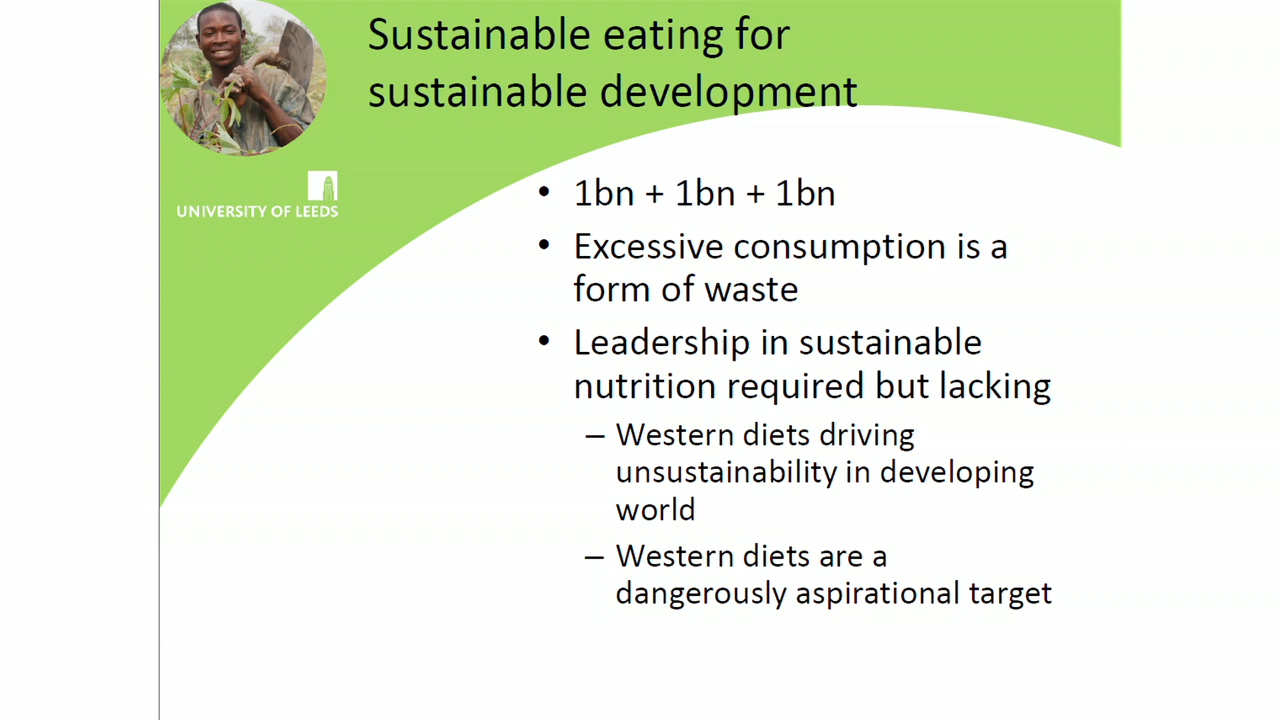 Sustainable eating for
sustainable development
UNIVERSITY OF LEEDS
• 1bn + 1bn + 1bn
• Excessive consumption is a
form of waste
• Leadership in sustainable
nutrition required but lacking
– Western diets driving
unsustainability in developing
world
– Western diets are a
dangerously aspirational target